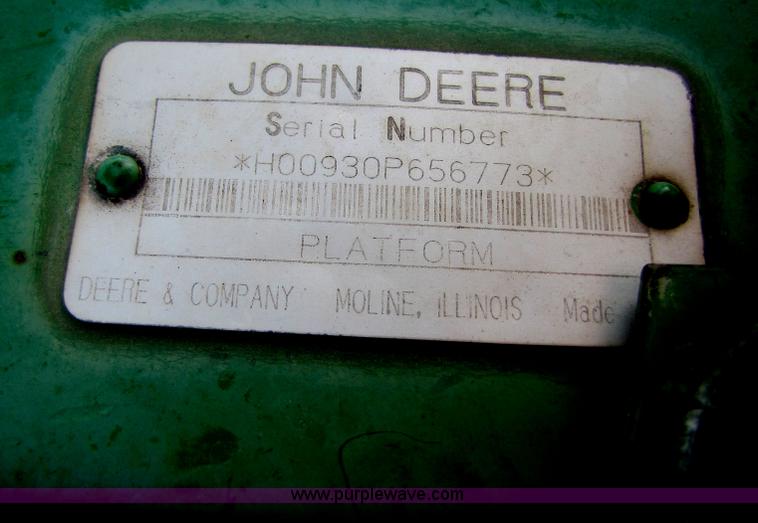 JOHN DEERE
Serial Number
*H00930P656773*
PLATFORM
DEERE & COMPANY MOLINE, ILLINOIS Made
www.purplewave.com